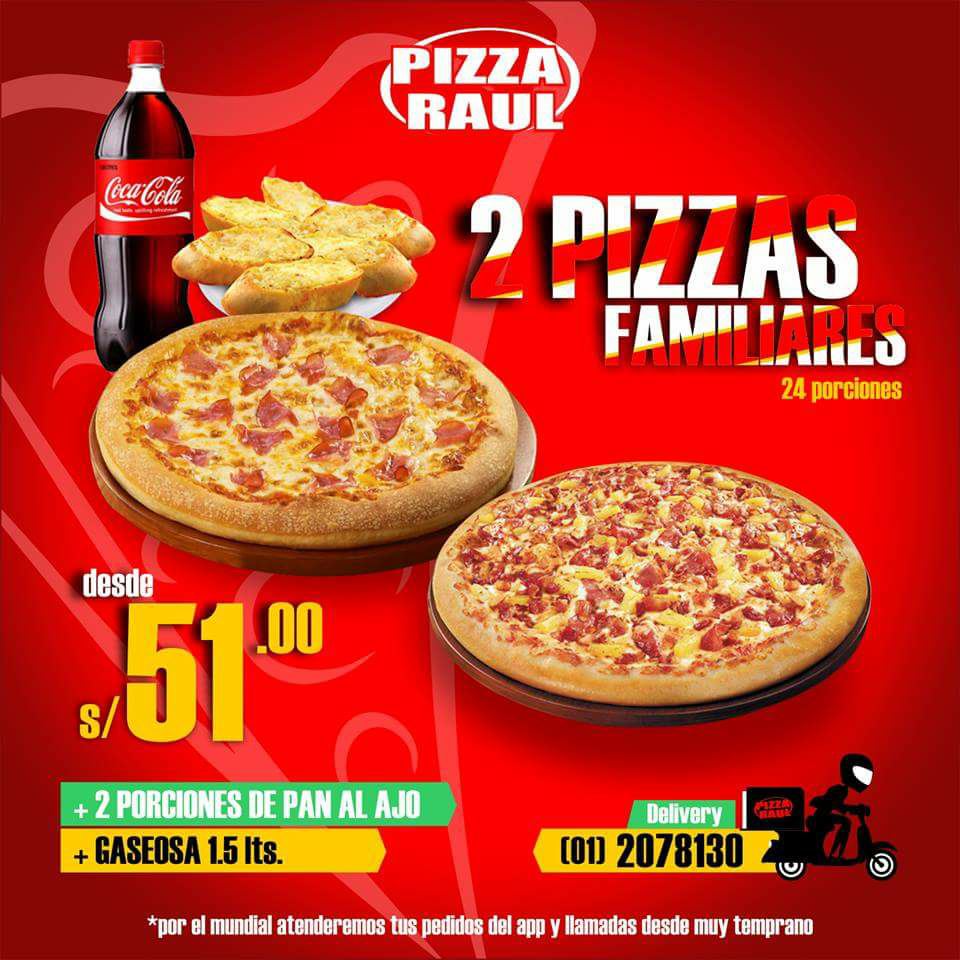 PIZZA
RAUL
Coca-Cola
2 PIZZAS
FAMILIARES
24 porciones
desde
s/51.00
+ 2 PORCIONES DE PAN AL AJO
+ GASEOSA 1.5 lts.
Delivery
(01) 2078130
PIZZA
RAUL
*por el mundial atenderemos tus pedidos del app y llamadas desde muy temprano